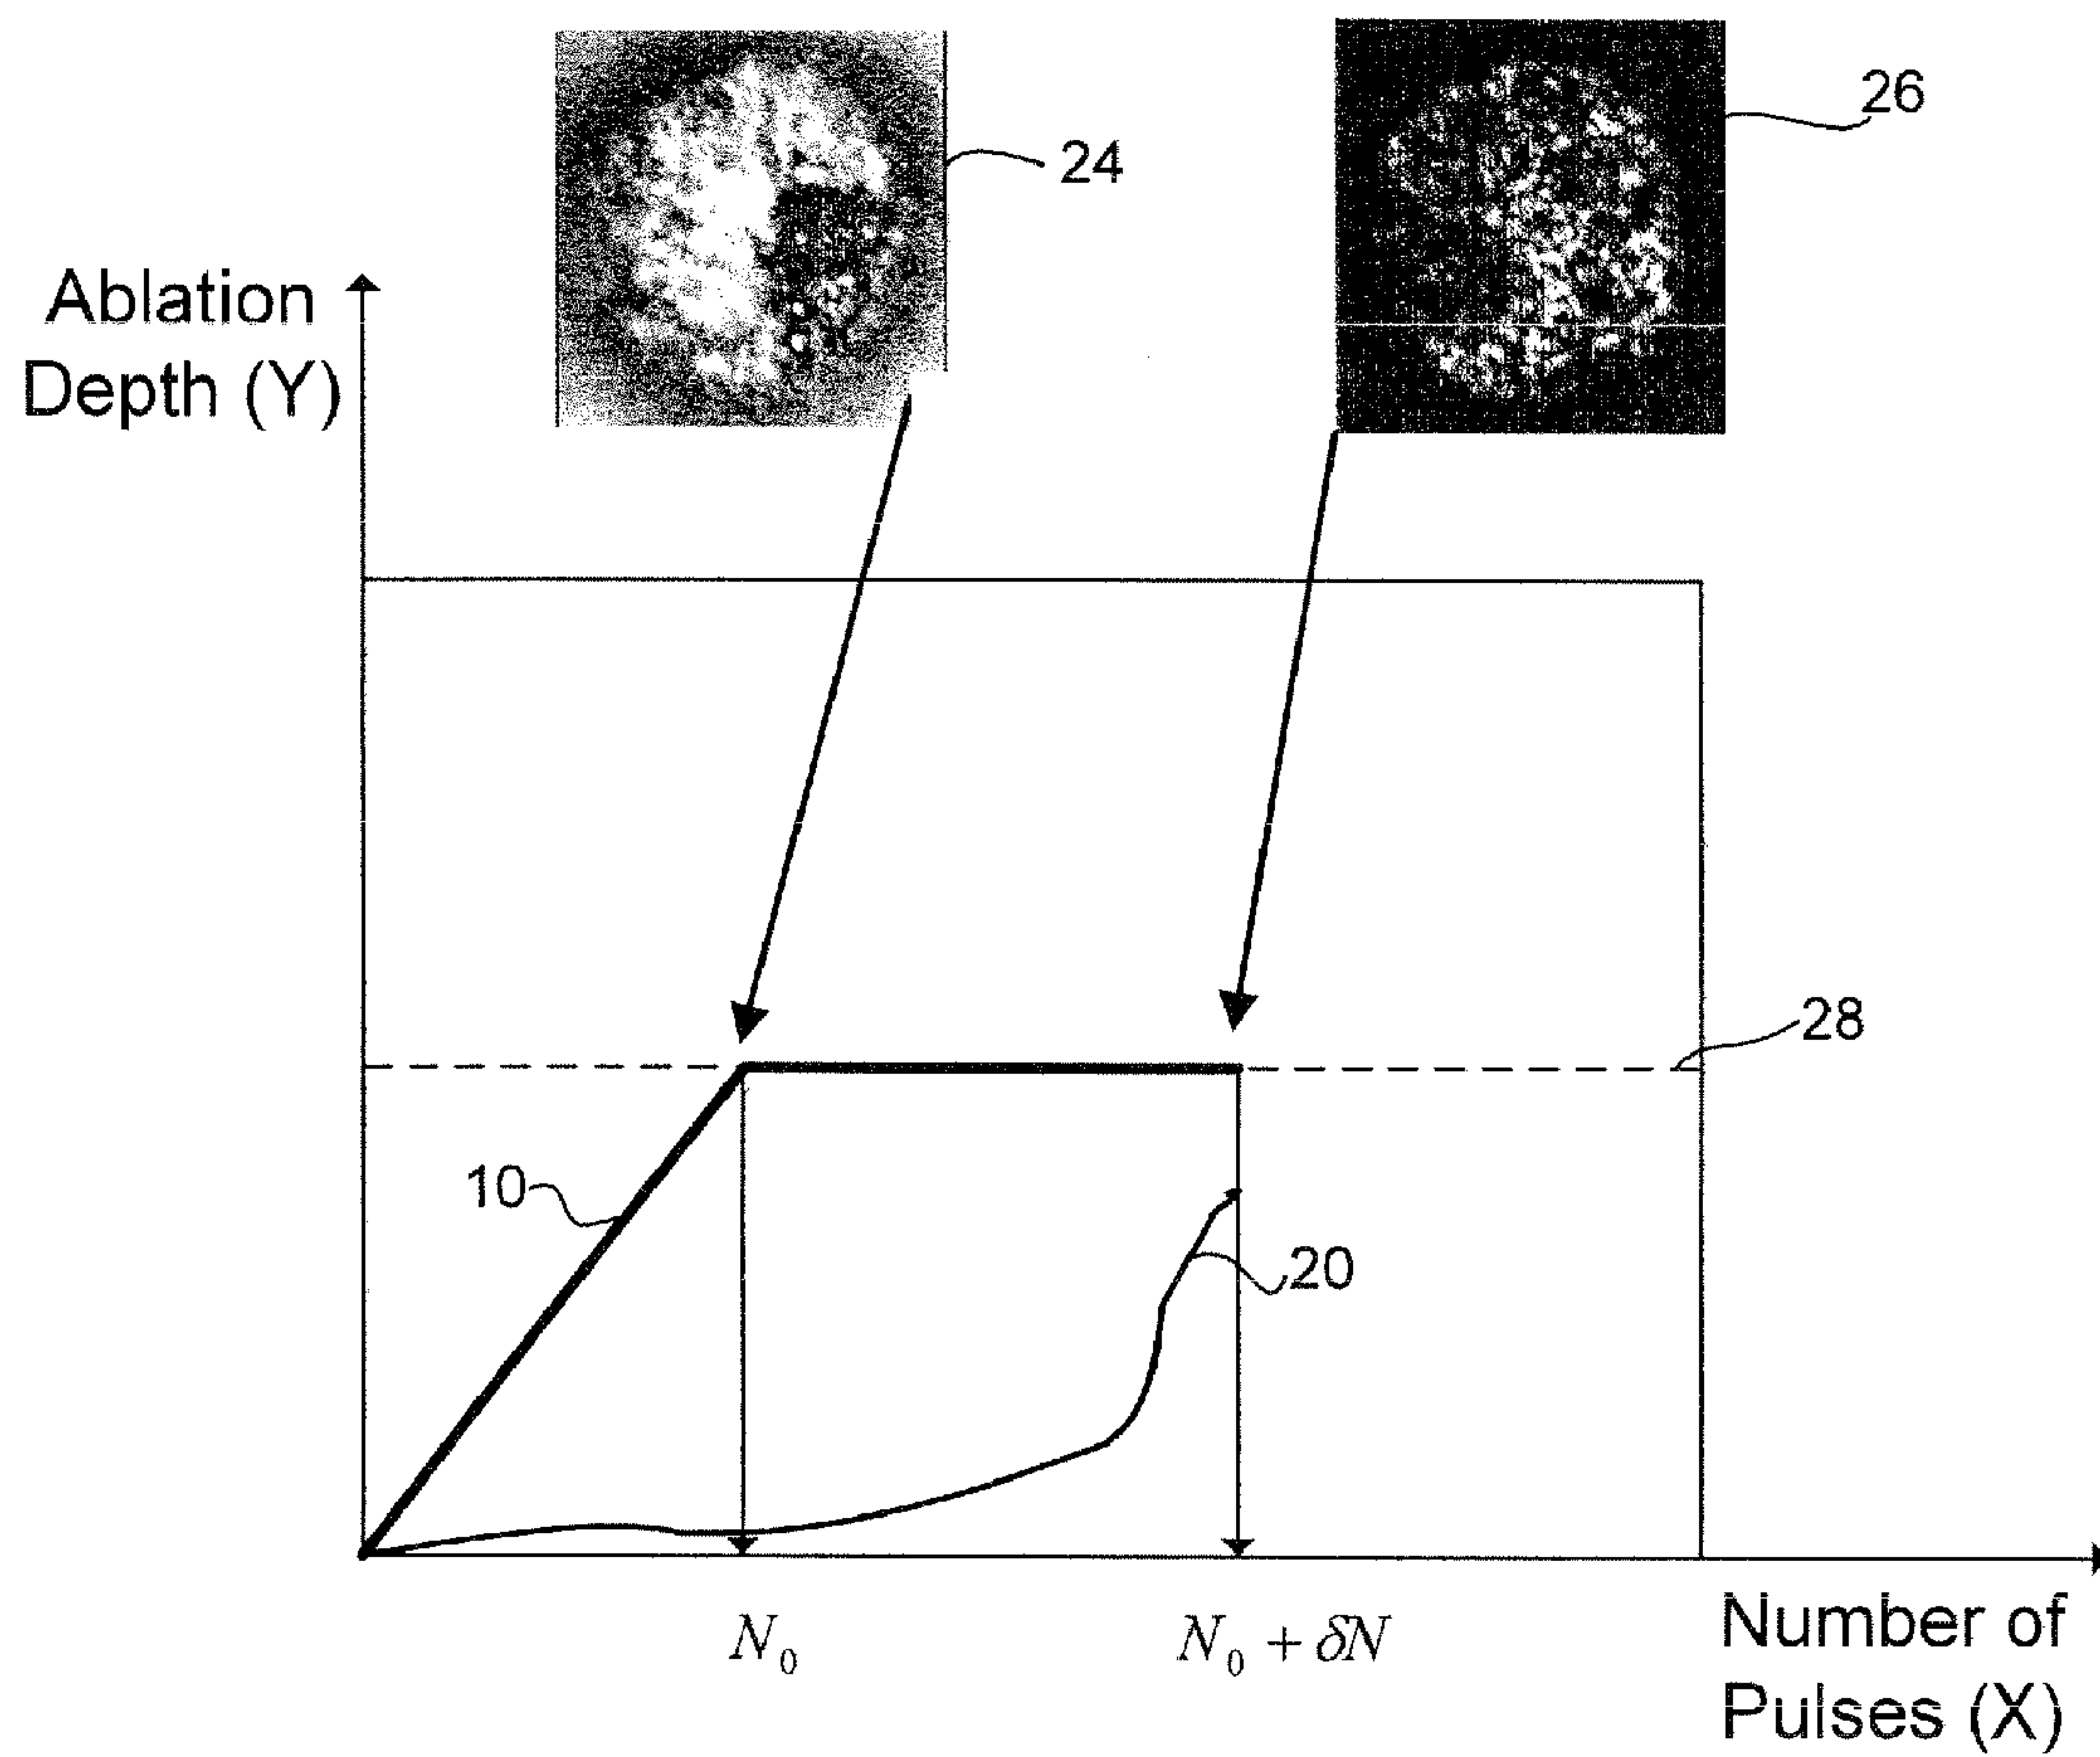 26
24
Ablation
Depth (Y)
28
10
20
N₀
N₀ + δN
Number of
Pulses (X)